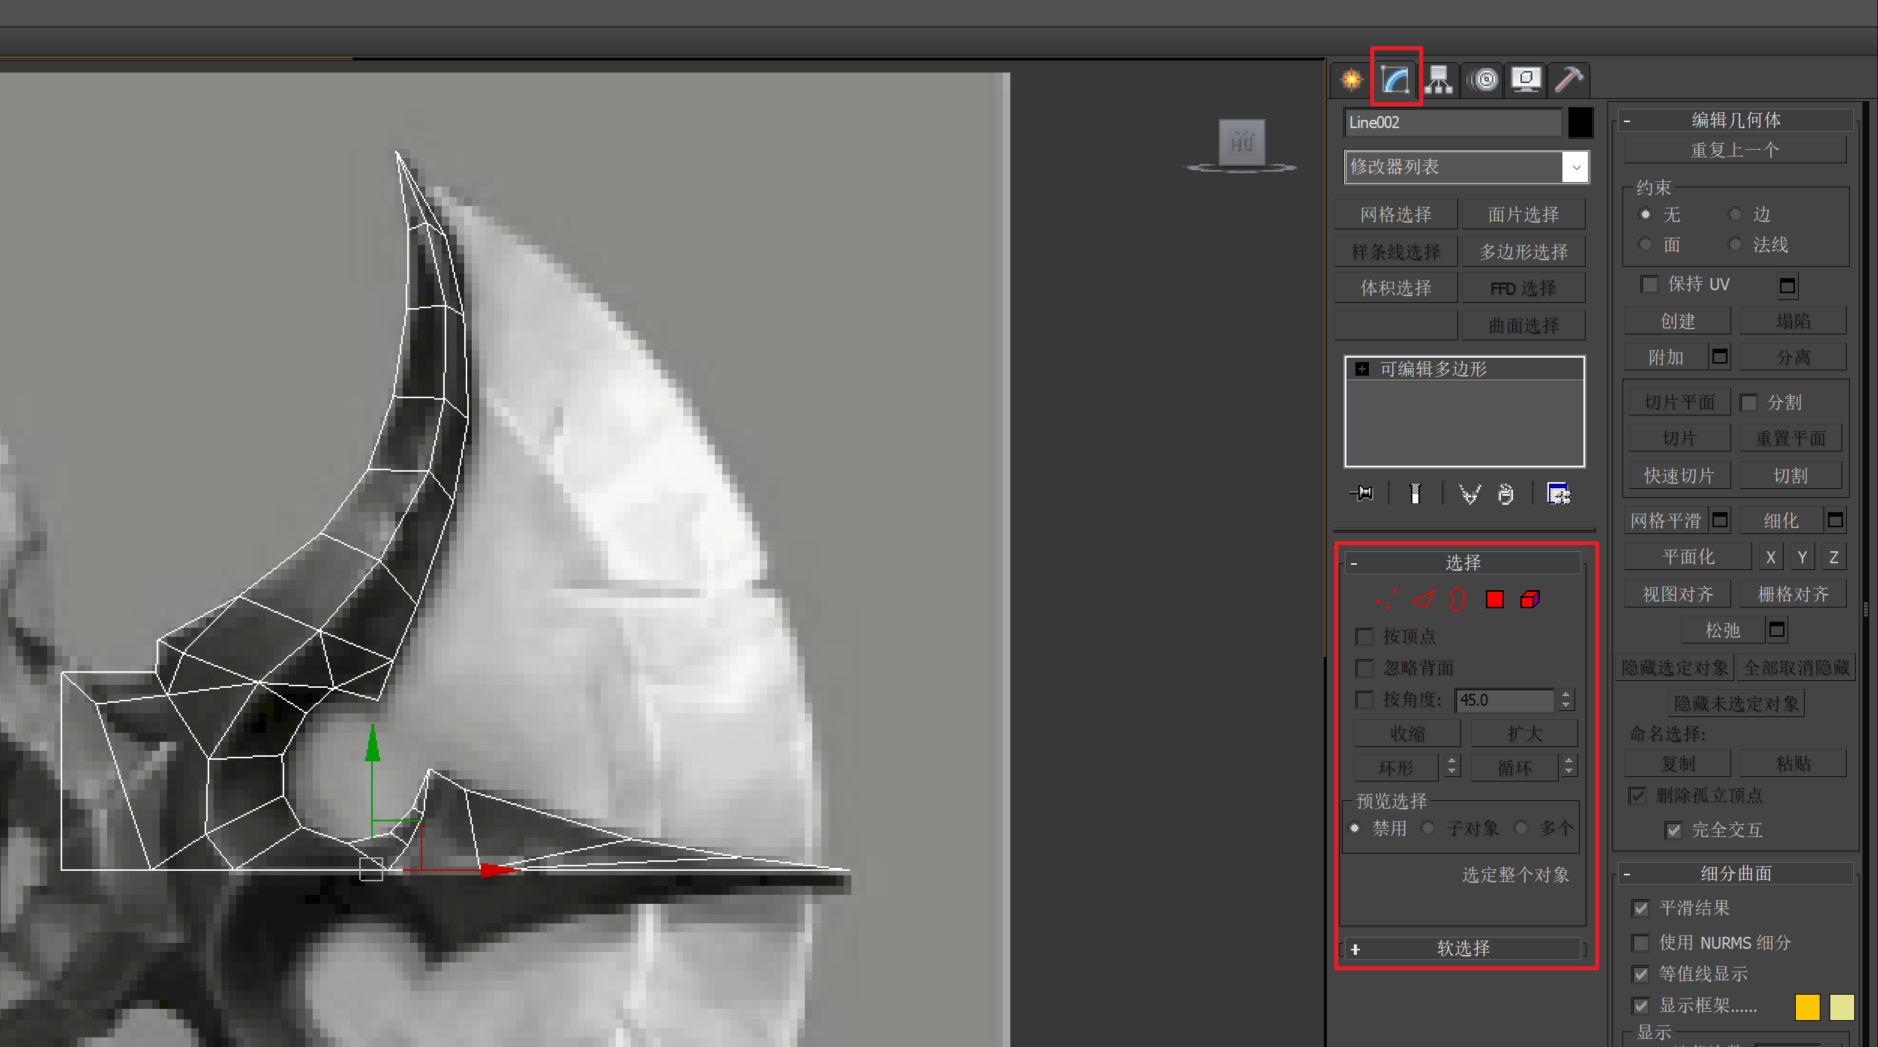 Line002
修改器列表
网格选择 面片选择
样条线选择 多边形选择
体积选择 FFD 选择
曲面选择
+ 可编辑多边形
- 选择
按顶点
忽略背面
按角度: 45.0
收缩 扩大
环形 循环
预览选择
禁用 子对象 多个
选定整个对象
+ 软选择
- 编辑几何体
重复上一个
约束
无 边
面 法线
保持 UV
创建 塌陷
附加 分离
切片平面 分割
切片 重置平面
快速切片 切割
网格平滑 细化
平面化 X Y Z
视图对齐 栅格对齐
松弛
隐藏选定对象 全部取消隐藏
隐藏未选定对象
命名选择:
复制 粘贴
删除孤立顶点
完全交互
- 细分曲面
平滑结果
使用 NURMS 细分
等值线显示
显示框架......
显示